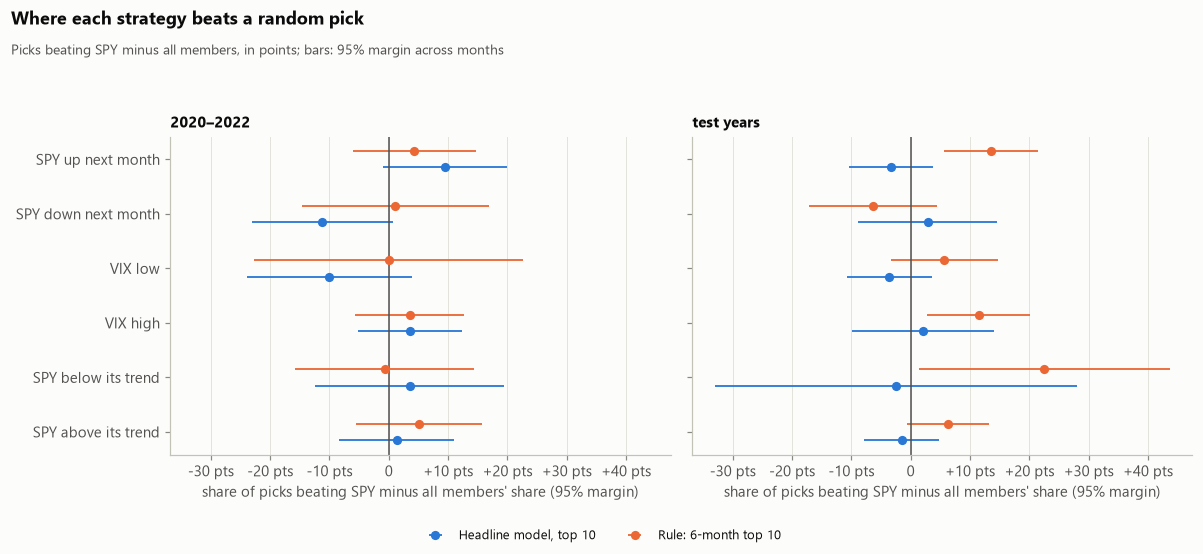 Where each strategy beats a random pick
Picks beating SPY minus all members, in points; bars: 95% margin across months
2020–2022
test years
SPY up next month
SPY down next month
VIX low
VIX high
SPY below its trend
SPY above its trend
-30 pts -20 pts -10 pts 0 +10 pts +20 pts +30 pts +40 pts
-30 pts -20 pts -10 pts 0 +10 pts +20 pts +30 pts +40 pts
share of picks beating SPY minus all members' share (95% margin)
share of picks beating SPY minus all members' share (95% margin)
Headline model, top 10
Rule: 6-month top 10